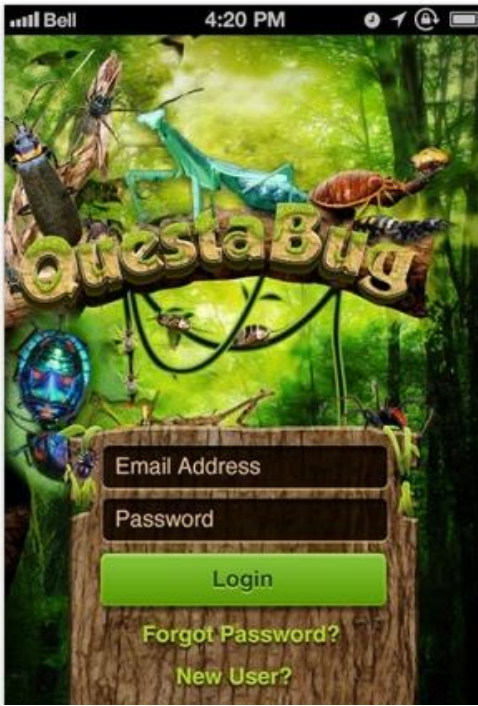 Bell 4:20 PM
QuestaBug
Email Address
Password
Login
Forgot Password?
New User?